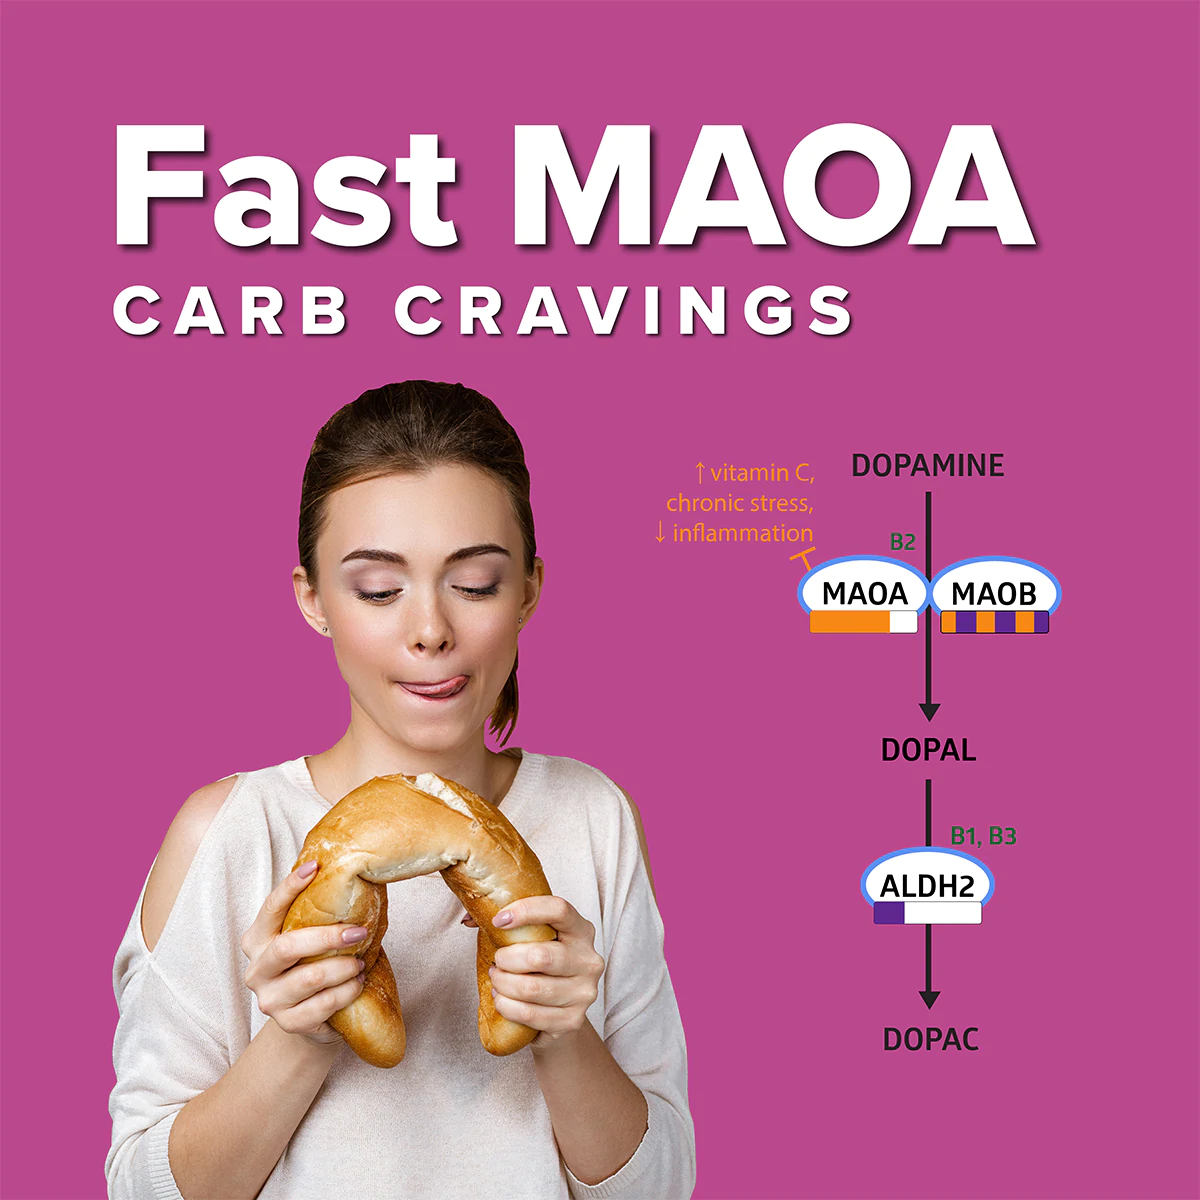 Fast MAOA
CARB CRAVINGS
↑ vitamin C,
chronic stress,
↓ inflammation
DOPAMINE
B2
MAOA
MAOB
DOPAL
B1, B3
ALDH2
DOPAC